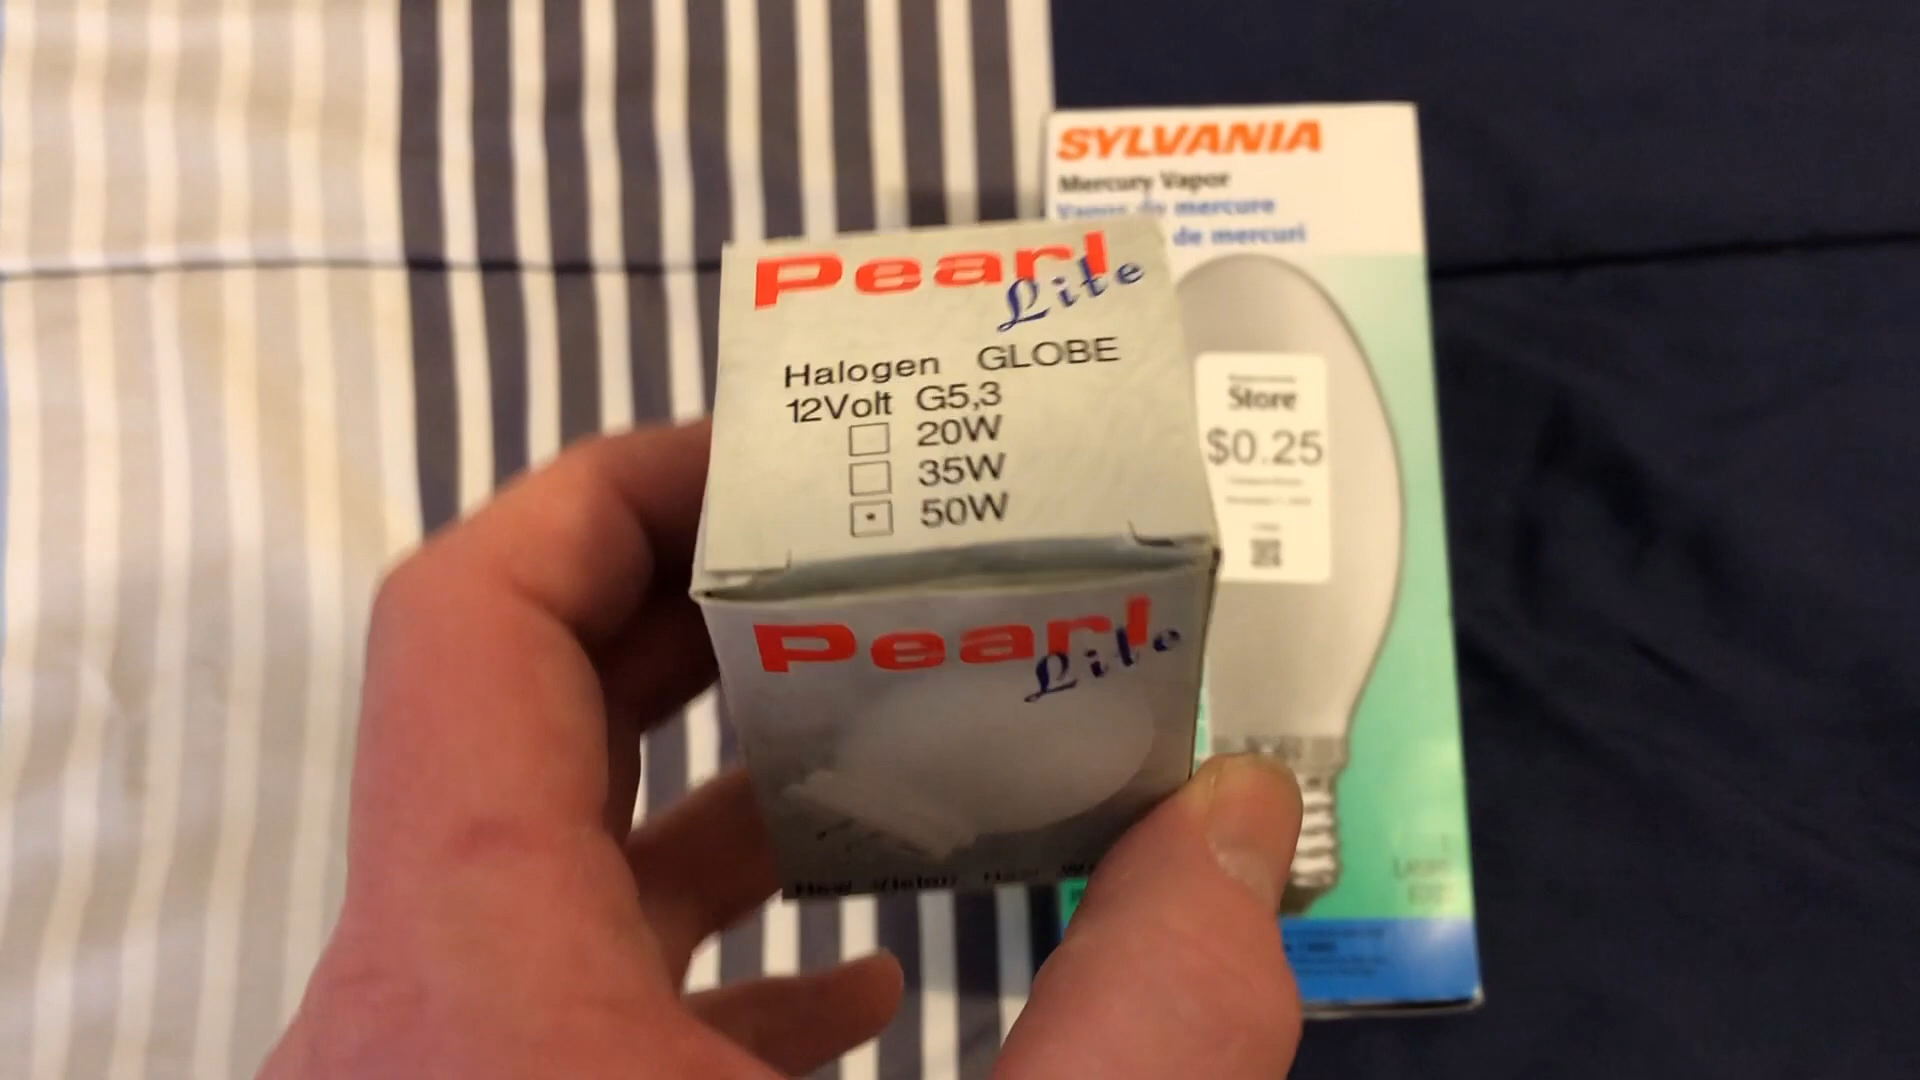 Pearl
Lite
Halogen GLOBE
12Volt G5,3
20W
35W
50W
Pearl
Lite
SYLVANIA
Mercury Vapor
Vapor de mercure
de mercuri
Store
$0.25